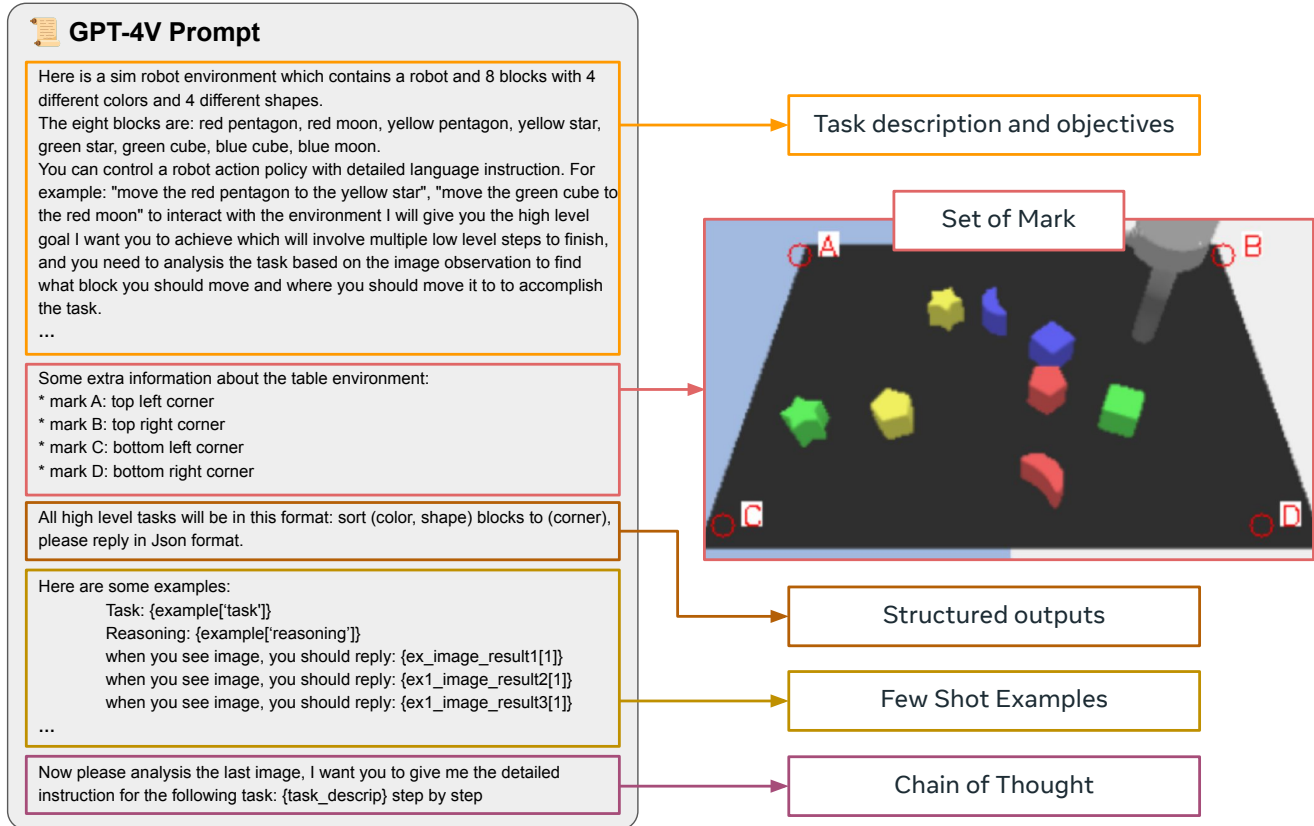 GPT-4V Prompt
Here is a sim robot environment which contains a robot and 8 blocks with 4
different colors and 4 different shapes.
The eight blocks are: red pentagon, red moon, yellow pentagon, yellow star,
green star, green cube, blue cube, blue moon.
You can control a robot action policy with detailed language instruction. For
example: "move the red pentagon to the yellow star", "move the green cube to
the red moon" to interact with the environment I will give you the high level
goal I want you to achieve which will involve multiple low level steps to finish,
and you need to analysis the task based on the image observation to find
what block you should move and where you should move it to to accomplish
the task.
...
Some extra information about the table environment:
* mark A: top left corner
* mark B: top right corner
* mark C: bottom left corner
* mark D: bottom right corner
All high level tasks will be in this format: sort (color, shape) blocks to (corner),
please reply in Json format.
Here are some examples:
Task: {example[‘task']}
Reasoning: {example[‘reasoning’]}
when you see image, you should reply: {ex_image_result1[1]}
when you see image, you should reply: {ex1_image_result2[1]}
when you see image, you should reply: {ex1_image_result3[1]}
...
Now please analysis the last image, I want you to give me the detailed
instruction for the following task: {task_descrip} step by step
Task description and objectives
Set of Mark
A
B
C
D
Structured outputs
Few Shot Examples
Chain of Thought